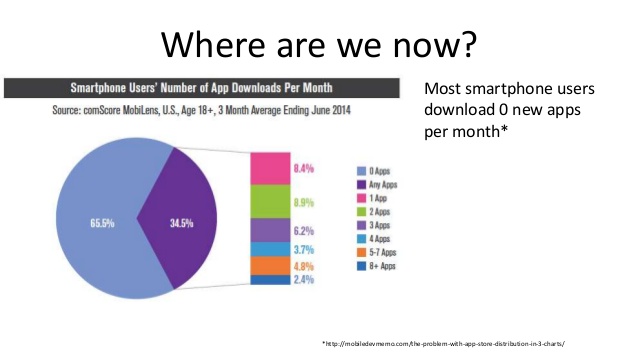 Where are we now?
Smartphone Users' Number of App Downloads Per Month
Source: comScore MobiLens, U.S., Age 18+, 3 Month Average Ending June 2014
Most smartphone users
download 0 new apps
per month*
65.5%
34.5%
8.4%
8.9%
6.2%
3.7%
4.8%
2.4%
0 Apps
Any Apps
1 App
2 Apps
3 Apps
4 Apps
5-7 Apps
8+ Apps
*http://mobiledevmemo.com/the-problem-with-app-store-distribution-in-3-charts/